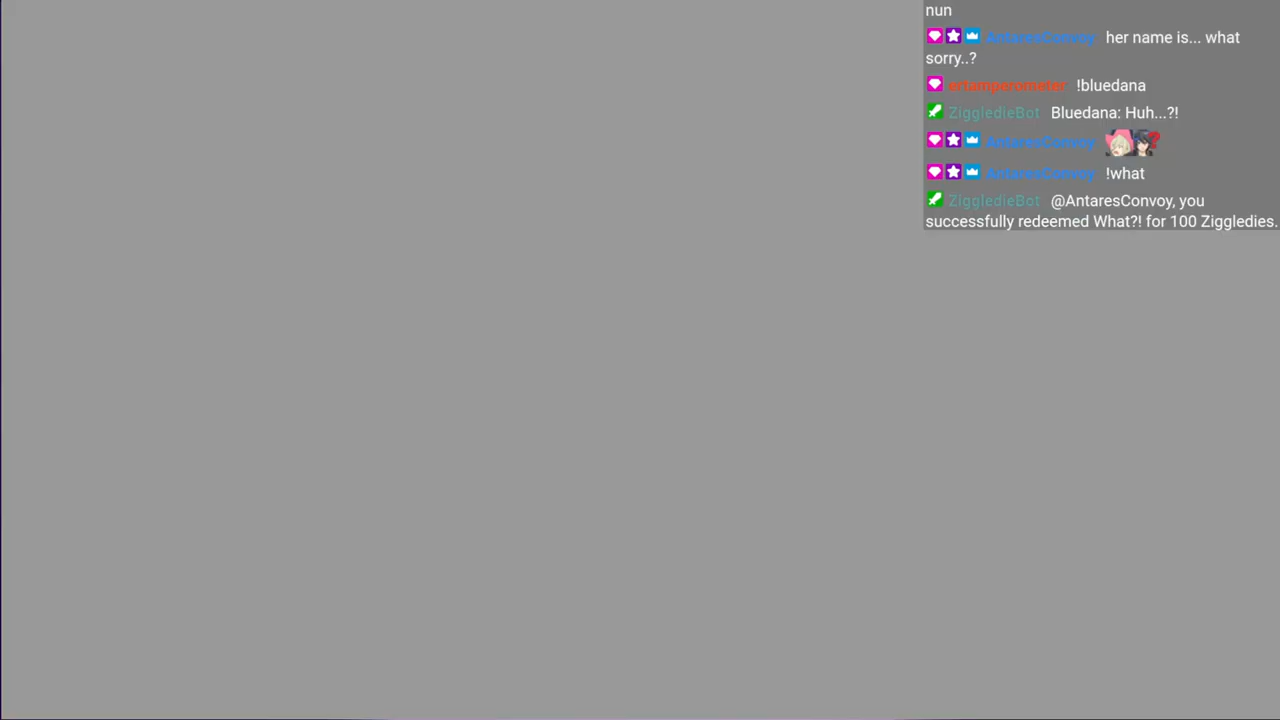 nun
AntaresConvoy her name is... what
sorry..?
ertamperometer !bluedana
ZiggledieBot Bluedana: Huh...?!
AntaresConvoy
AntaresConvoy !what
ZiggledieBot @AntaresConvoy, you
successfully redeemed What?! for 100 Ziggledies.